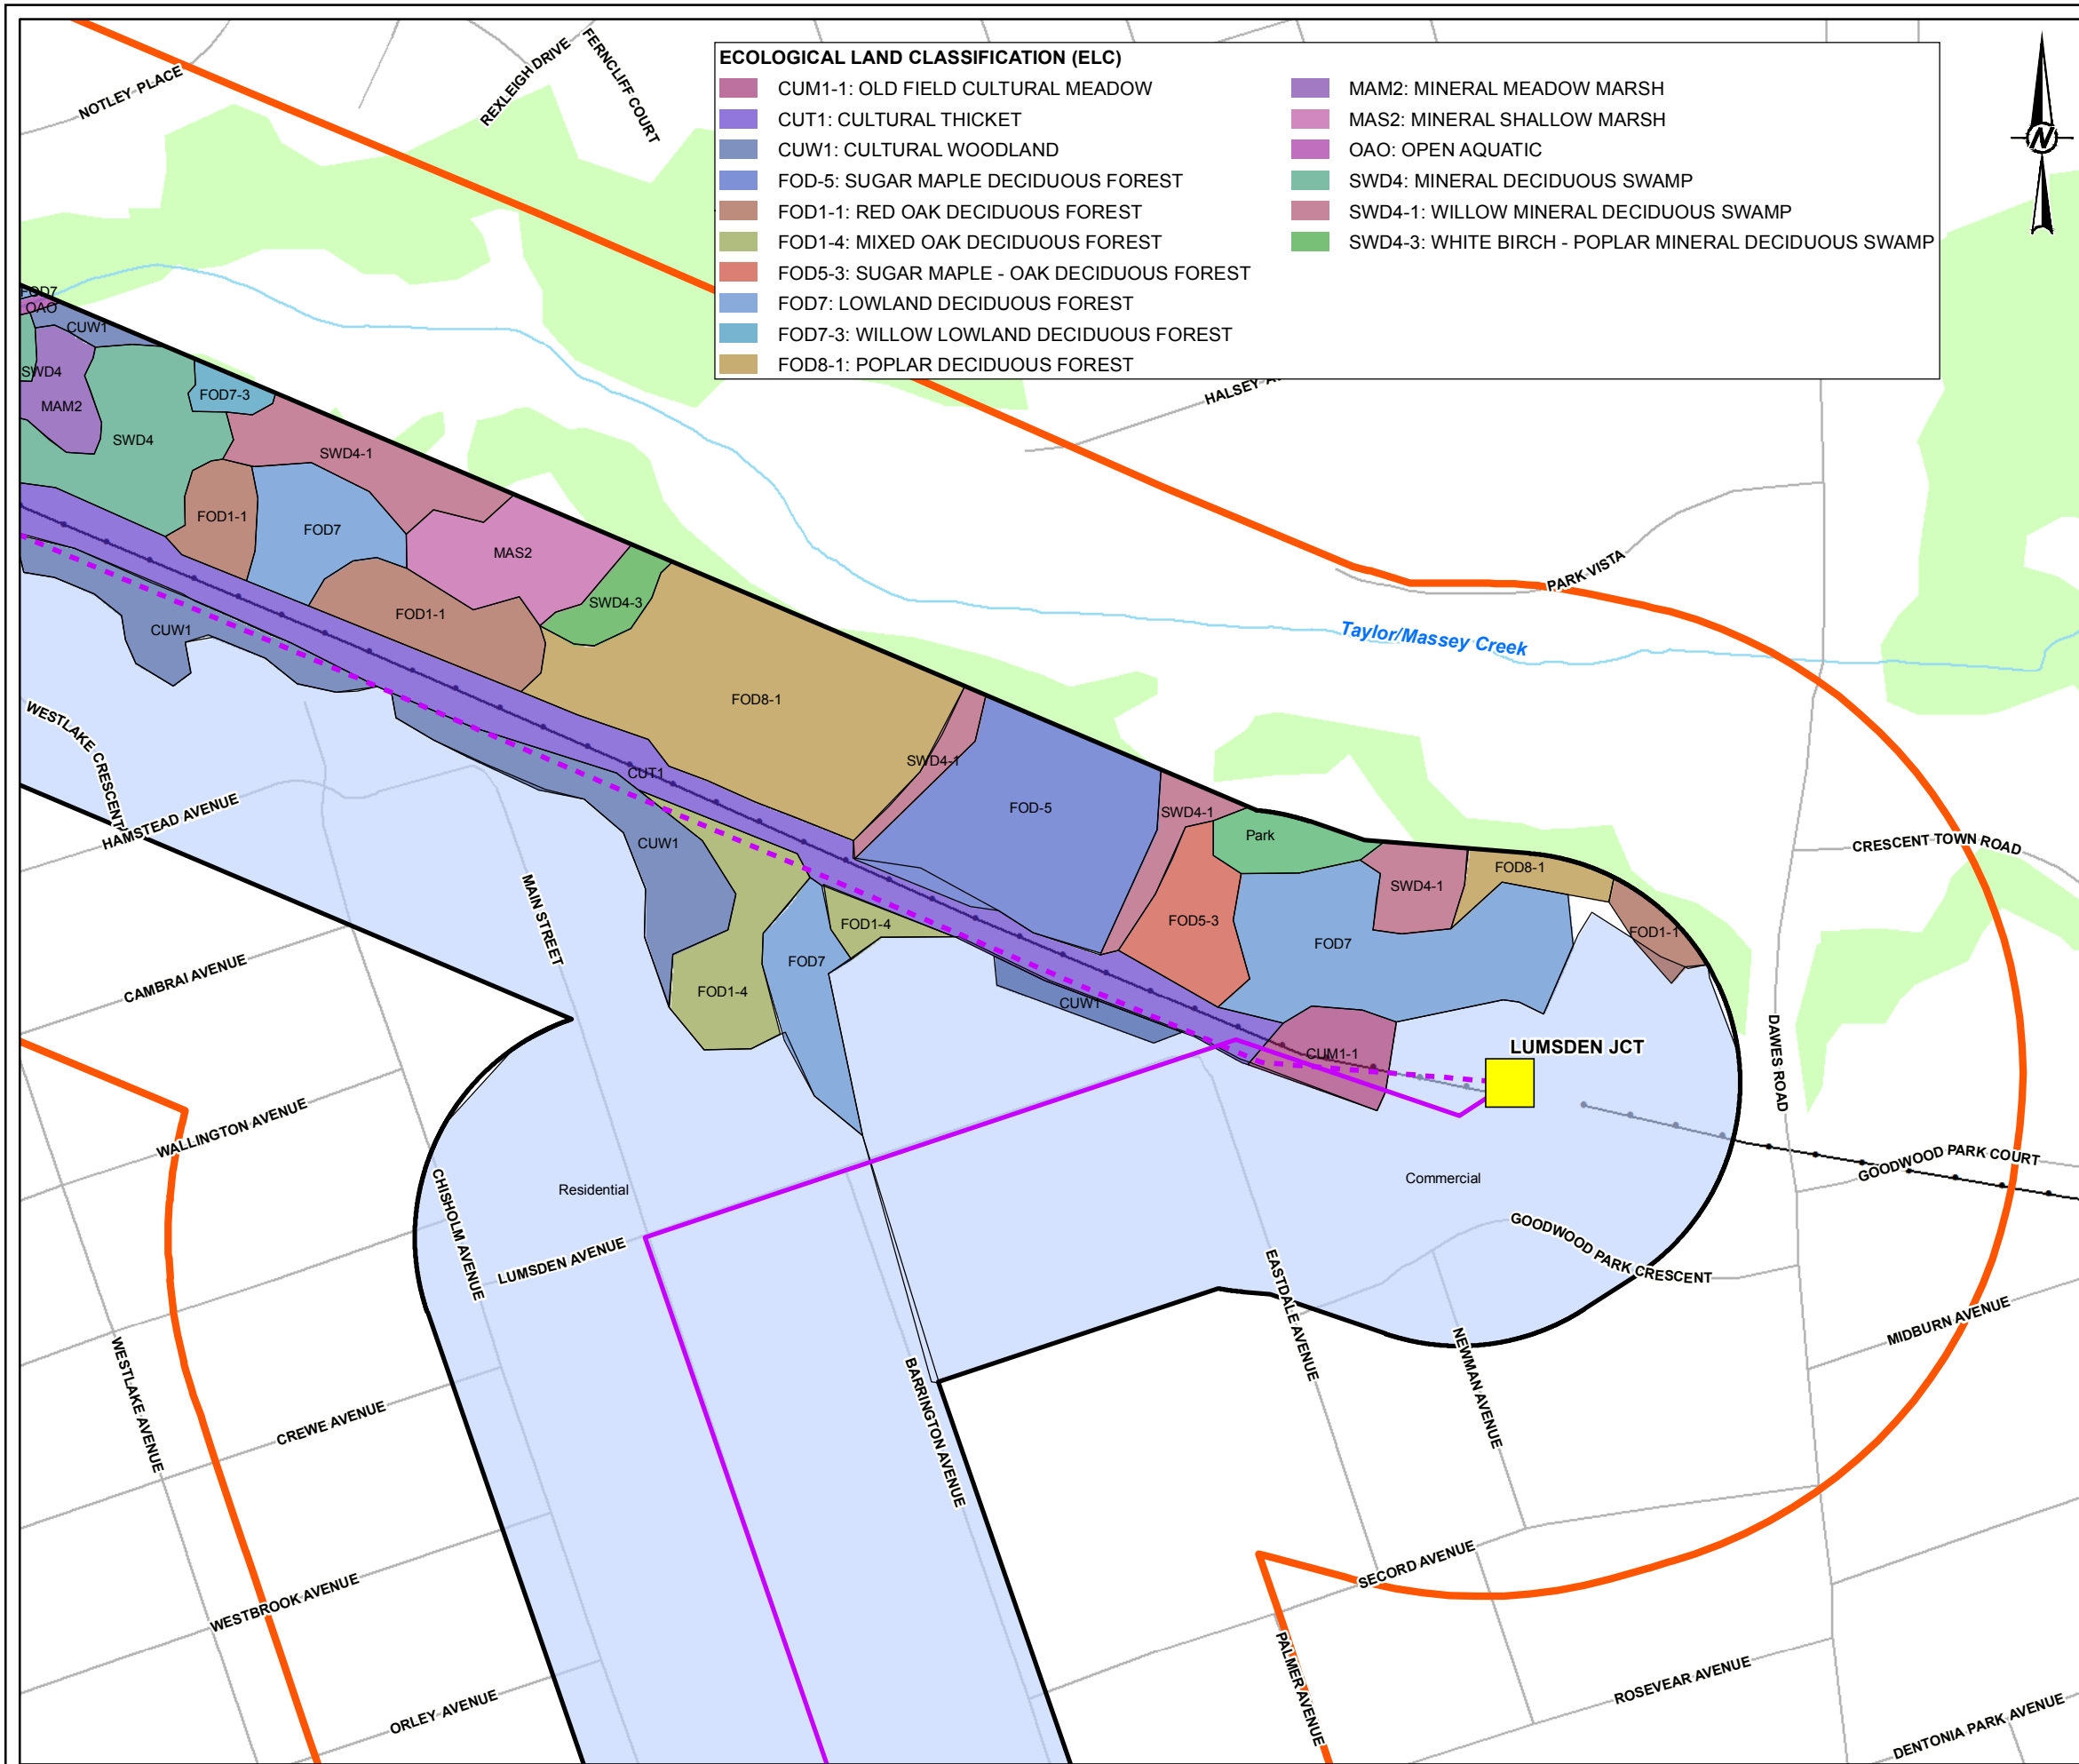 NOTLEY PLACE
REXLEIGH DRIVE
FERNCLIFF COURT
ECOLOGICAL LAND CLASSIFICATION (ELC)
CUM1-1: OLD FIELD CULTURAL MEADOW
CUT1: CULTURAL THICKET
CUW1: CULTURAL WOODLAND
FOD-5: SUGAR MAPLE DECIDUOUS FOREST
FOD1-1: RED OAK DECIDUOUS FOREST
FOD1-4: MIXED OAK DECIDUOUS FOREST
FOD5-3: SUGAR MAPLE - OAK DECIDUOUS FOREST
FOD7: LOWLAND DECIDUOUS FOREST
FOD7-3: WILLOW LOWLAND DECIDUOUS FOREST
FOD8-1: POPLAR DECIDUOUS FOREST
MAM2: MINERAL MEADOW MARSH
MAS2: MINERAL SHALLOW MARSH
OAO: OPEN AQUATIC
SWD4: MINERAL DECIDUOUS SWAMP
SWD4-1: WILLOW MINERAL DECIDUOUS SWAMP
SWD4-3: WHITE BIRCH - POPLAR MINERAL DECIDUOUS SWAMP
N
FOD7
OAO
CUW1
SWD4
MAM2
SWD4
FOD7-3
HALSEY
SWD4-1
FOD1-1
FOD7
MAS2
PARK VISTA
SWD4-3
FOD1-1
CUW1
Taylor/Massey Creek
FOD8-1
WESTLAKE CRESCENT
SWD4-1
CUT1
FOD-5
SWD4-1
HAMSTEAD AVENUE
CUW1
Park
CRESCENT TOWN ROAD
FOD8-1
SWD4-1
MAIN STREET
FOD1-4
FOD5-3
FOD1-1
FOD7
FOD7
CAMBRAI AVENUE
FOD1-4
CUW1
LUMSDEN JCT
CUM1-1
DAWES ROAD
WALLINGTON AVENUE
GOODWOOD PARK COURT
Residential
Commercial
CHISHOLM AVENUE
LUMSDEN AVENUE
GOODWOOD PARK CRESCENT
EASTDALE AVENUE
MIDBURN AVENUE
WESTLAKE AVENUE
NEWMAN AVENUE
BARRINGTON AVENUE
CREWE AVENUE
SECORD AVENUE
WESTBROOK AVENUE
PALMER AVENUE
ROSEVEAR AVENUE
ORLEY AVENUE
DENTONIA PARK AVENUE